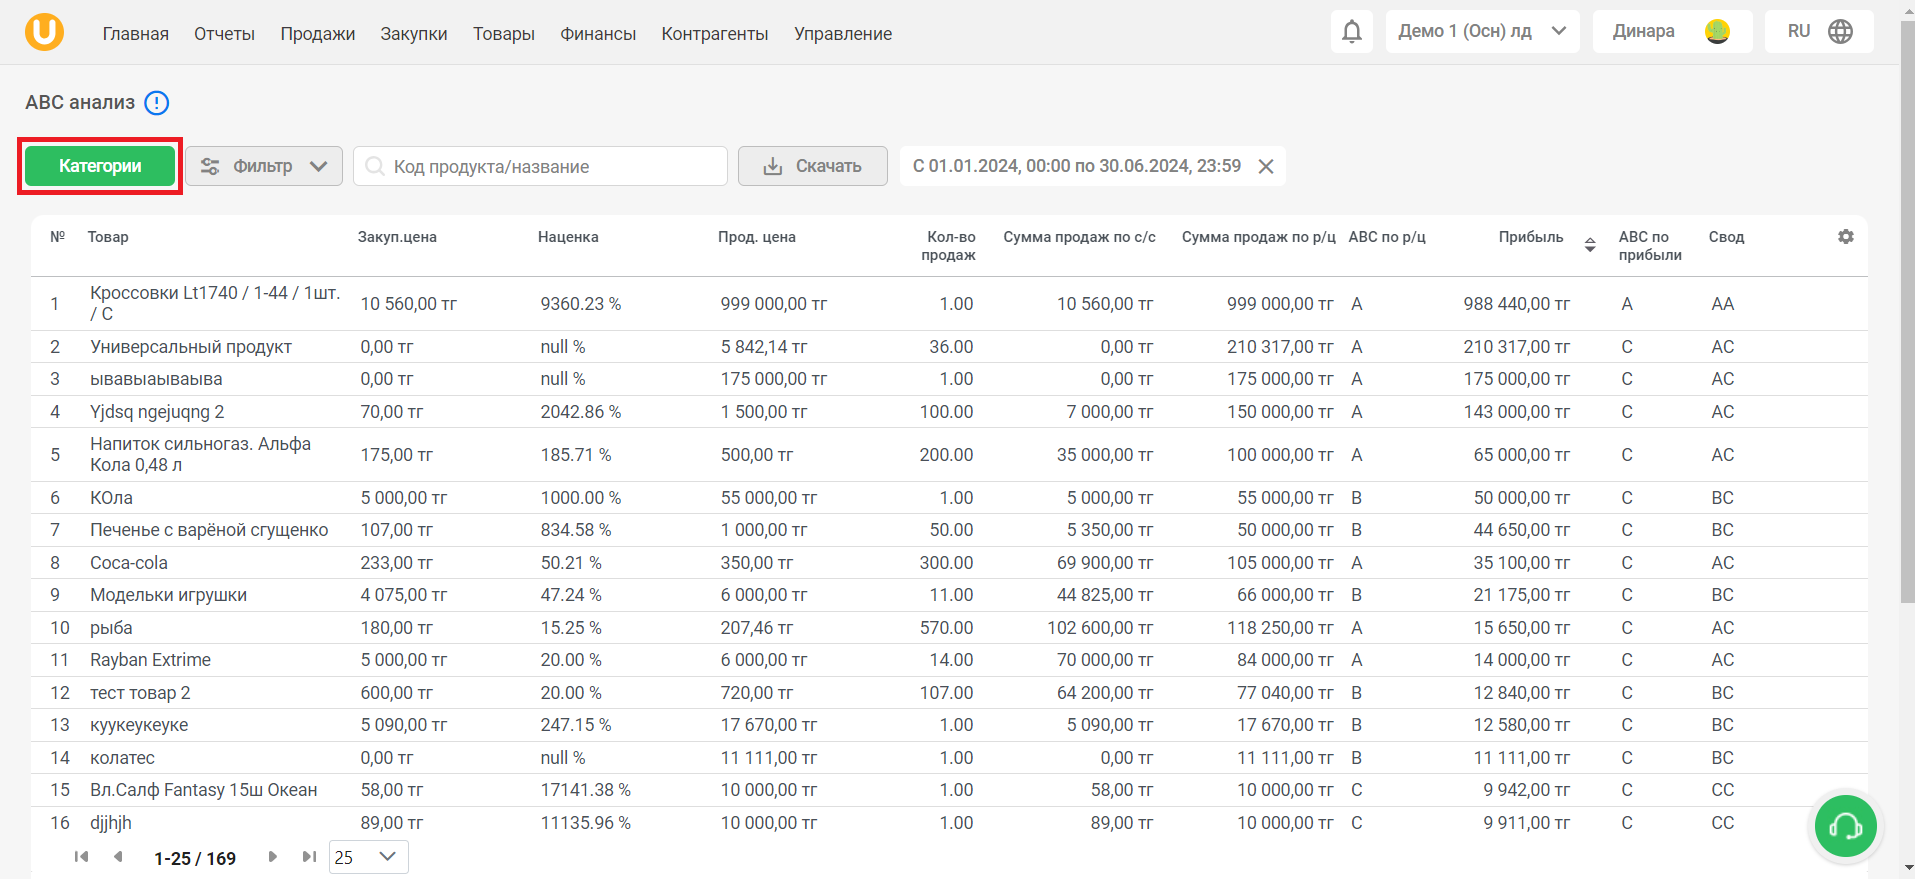 U
Главная Отчеты Продажи Закупки Товары Финансы Контрагенты Управление Демо 1 (Осн) лд Динара RU
ABC анализ !
Категории Фильтр Код продукта/название Скачать С 01.01.2024, 00:00 по 30.06.2024, 23:59
№ Товар Закуп.цена Наценка Прод. цена Кол-во продаж Сумма продаж по с/с Сумма продаж по р/ц ABC по р/ц Прибыль ABC по прибыли Свод
1 Кроссовки Lt1740 / 1-44 / 1шт. / С 10 560,00 тг 9360.23 % 999 000,00 тг 1.00 10 560,00 тг 999 000,00 тг A 988 440,00 тг A AA
2 Универсальный продукт 0,00 тг null % 5 842,14 тг 36.00 0,00 тг 210 317,00 тг A 210 317,00 тг C AC
3 ывавыаываыва 0,00 тг null % 175 000,00 тг 1.00 0,00 тг 175 000,00 тг A 175 000,00 тг C AC
4 Yjdsq ngejuqng 2 70,00 тг 2042.86 % 1 500,00 тг 100.00 7 000,00 тг 150 000,00 тг A 143 000,00 тг C AC
5 Напиток сильногаз. Альфа Кола 0,48 л 175,00 тг 185.71 % 500,00 тг 200.00 35 000,00 тг 100 000,00 тг A 65 000,00 тг C AC
6 КОла 5 000,00 тг 1000.00 % 55 000,00 тг 1.00 5 000,00 тг 55 000,00 тг B 50 000,00 тг C BC
7 Печенье с варёной сгущенко 107,00 тг 834.58 % 1 000,00 тг 50.00 5 350,00 тг 50 000,00 тг B 44 650,00 тг C BC
8 Coca-cola 233,00 тг 50.21 % 350,00 тг 300.00 69 900,00 тг 105 000,00 тг A 35 100,00 тг C AC
9 Модельки игрушки 4 075,00 тг 47.24 % 6 000,00 тг 11.00 44 825,00 тг 66 000,00 тг B 21 175,00 тг C BC
10 рыба 180,00 тг 15.25 % 207,46 тг 570.00 102 600,00 тг 118 250,00 тг A 15 650,00 тг C AC
11 Rayban Extrime 5 000,00 тг 20.00 % 6 000,00 тг 14.00 70 000,00 тг 84 000,00 тг A 14 000,00 тг C AC
12 тест товар 2 600,00 тг 20.00 % 720,00 тг 107.00 64 200,00 тг 77 040,00 тг B 12 840,00 тг C BC
13 куукеукеуке 5 090,00 тг 247.15 % 17 670,00 тг 1.00 5 090,00 тг 17 670,00 тг B 12 580,00 тг C BC
14 колатес 0,00 тг null % 11 111,00 тг 1.00 0,00 тг 11 111,00 тг B 11 111,00 тг C BC
15 Вл.Салф Fantasy 15ш Океан 58,00 тг 17141.38 % 10 000,00 тг 1.00 58,00 тг 10 000,00 тг C 9 942,00 тг C CC
16 djjhjh 89,00 тг 11135.96 % 10 000,00 тг 1.00 89,00 тг 10 000,00 тг C 9 911,00 тг C CC
1-25 / 169 25